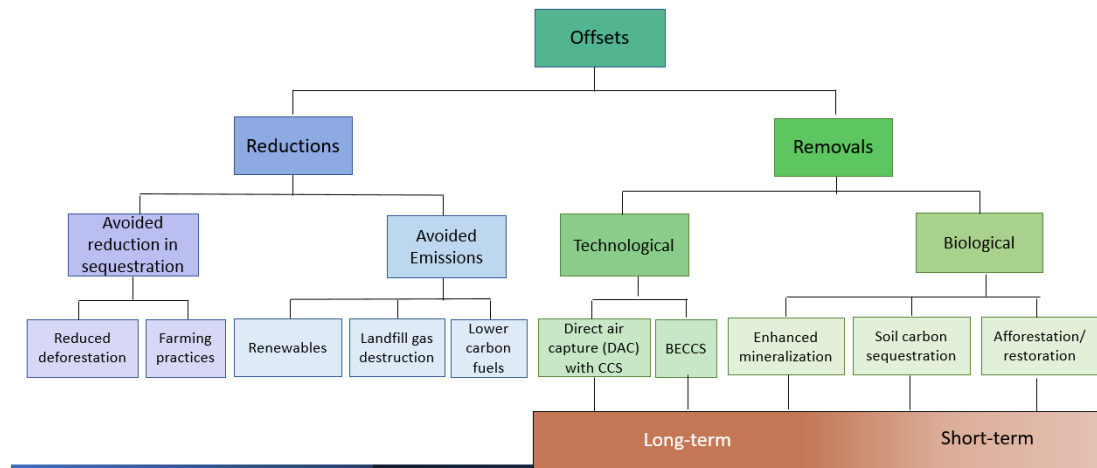 Offsets
Reductions
Removals
Avoided
reduction in
sequestration
Avoided
Emissions
Technological
Biological
Reduced
deforestation
Farming
practices
Renewables
Landfill gas
destruction
Lower
carbon
fuels
Direct air
capture (DAC)
with CCS
BECCS
Enhanced
mineralization
Soil carbon
sequestration
Afforestation/
restoration
Long-term
Short-term